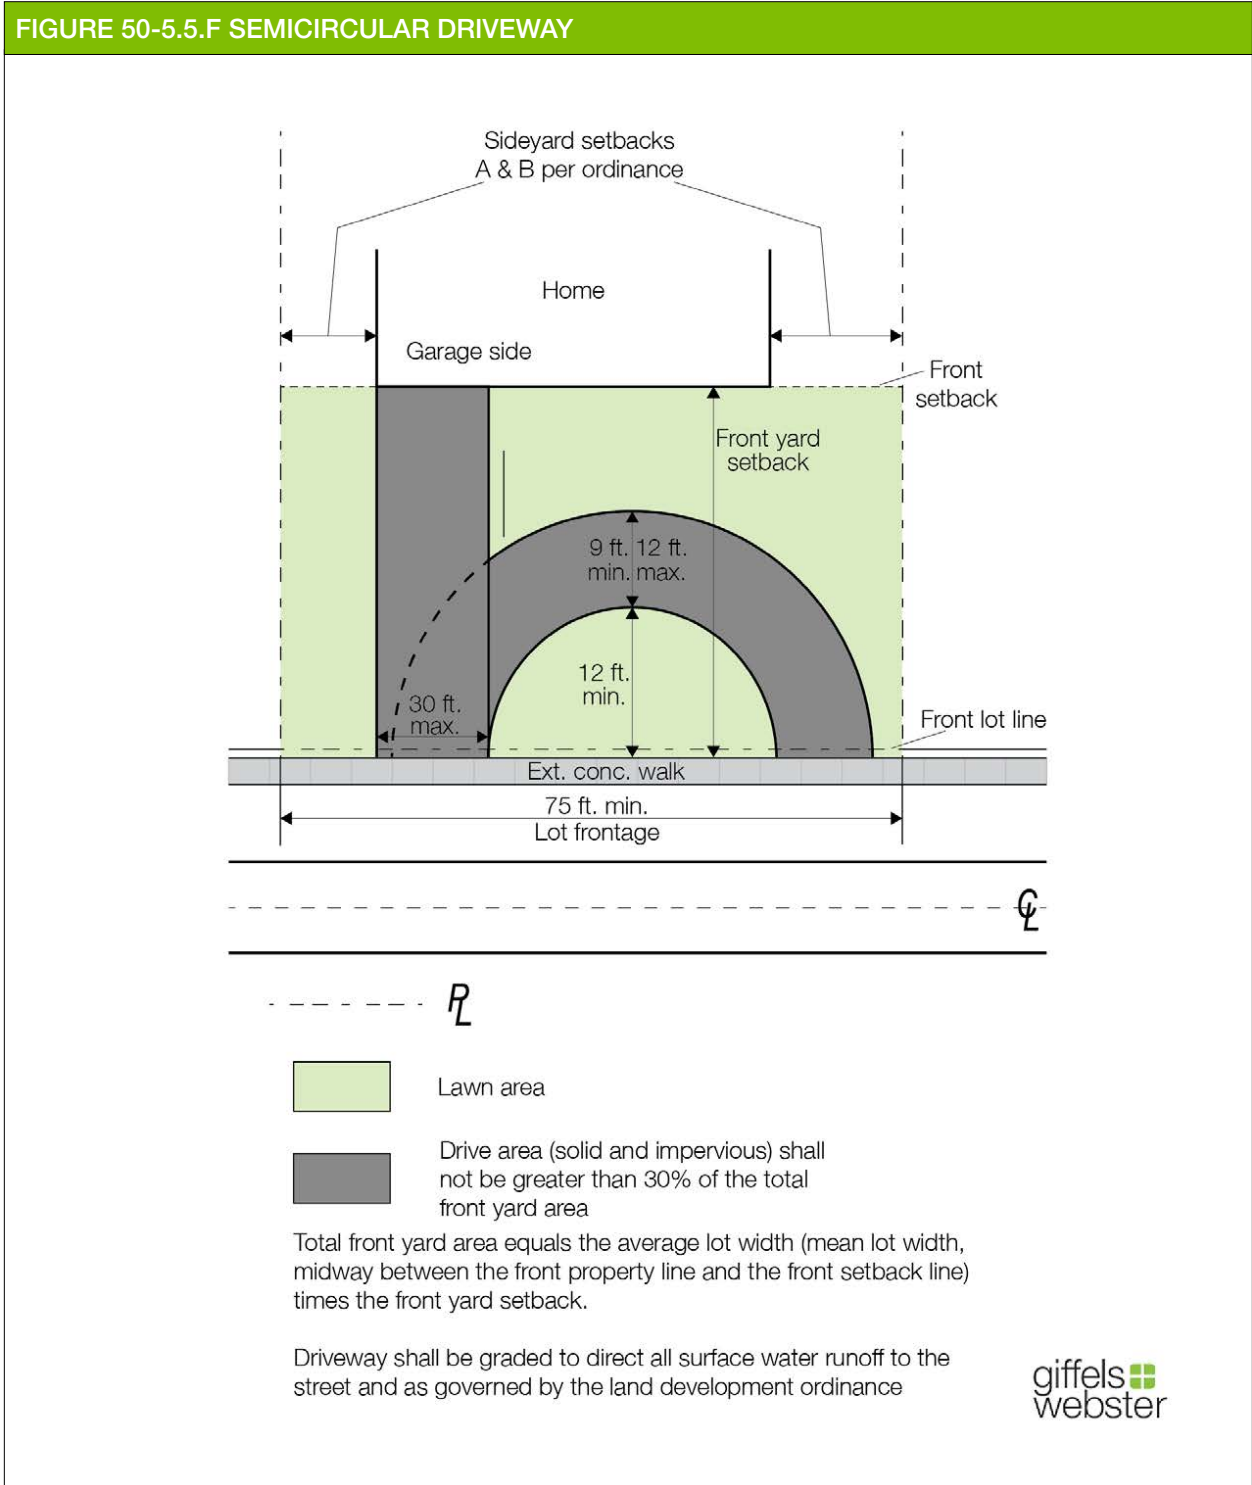 FIGURE 50-5.5.F SEMICIRCULAR DRIVEWAY
Sideyard setbacks
A & B per ordinance
Home
Garage side
Front
setback
Front yard
setback
9 ft. 12 ft.
min. max.
12 ft.
min.
30 ft.
max.
Front lot line
Ext. conc. walk
75 ft. min.
Lot frontage
CL
PL
Lawn area
Drive area (solid and impervious) shall
not be greater than 30% of the total
front yard area
Total front yard area equals the average lot width (mean lot width,
midway between the front property line and the front setback line)
times the front yard setback.
Driveway shall be graded to direct all surface water runoff to the
street and as governed by the land development ordinance
giffels
webster